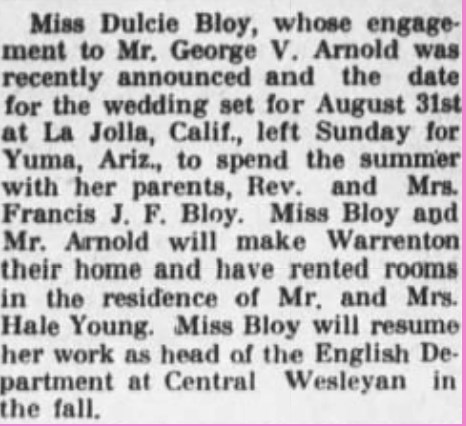 Miss Dulcie Bloy, whose engage-
ment to Mr. George V. Arnold was
recently announced and the date
for the wedding set for August 31st
at La Jolla, Calif., left Sunday for
Yuma, Ariz., to spend the summer
with her parents, Rev. and Mrs.
Francis J. F. Bloy. Miss Bloy and
Mr. Arnold will make Warrenton
their home and have rented rooms
in the residence of Mr. and Mrs.
Hale Young. Miss Bloy will resume
her work as head of the English De-
partment at Central Wesleyan in
the fall.